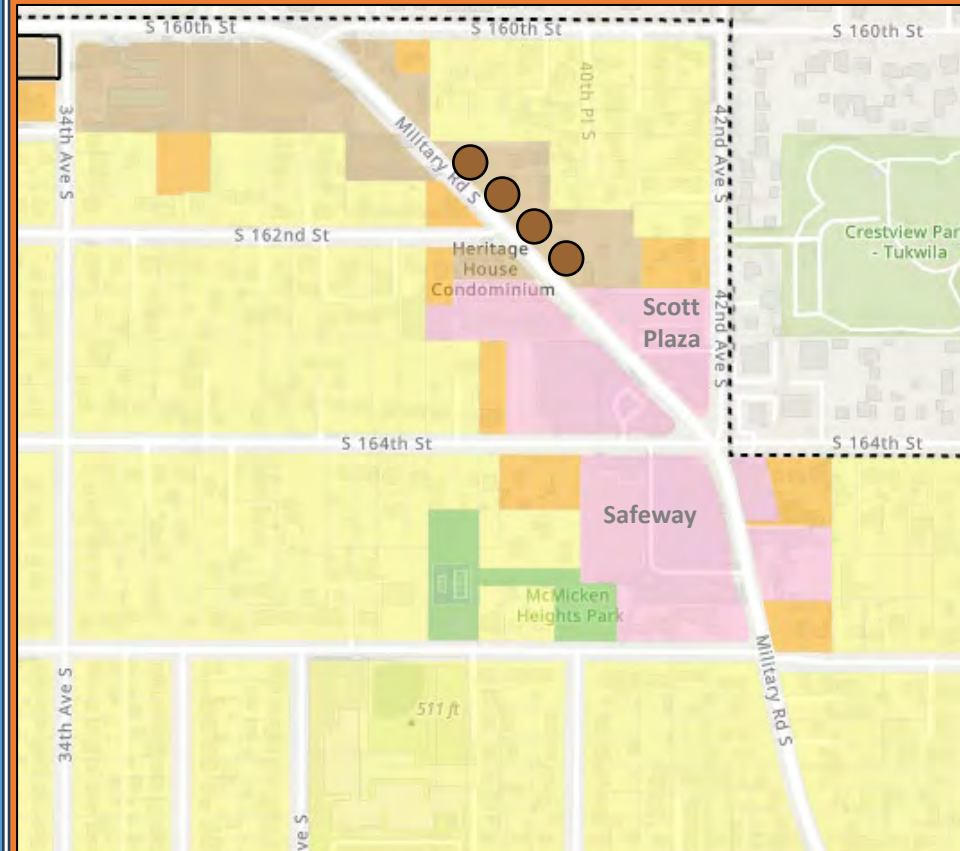 S 160th St
S 160th St
S 160th St
40th Pl S
34th Ave S
Military Rd S
42nd Ave S
S 162nd St
Crestview Par
- Tukwila
Heritage
House
Condominium
Scott
Plaza
42nd Ave S
S 164th St
S 164th St
Safeway
McMicken
Heights Park
Military Rd S
34th Ave S
511 ft
ve S